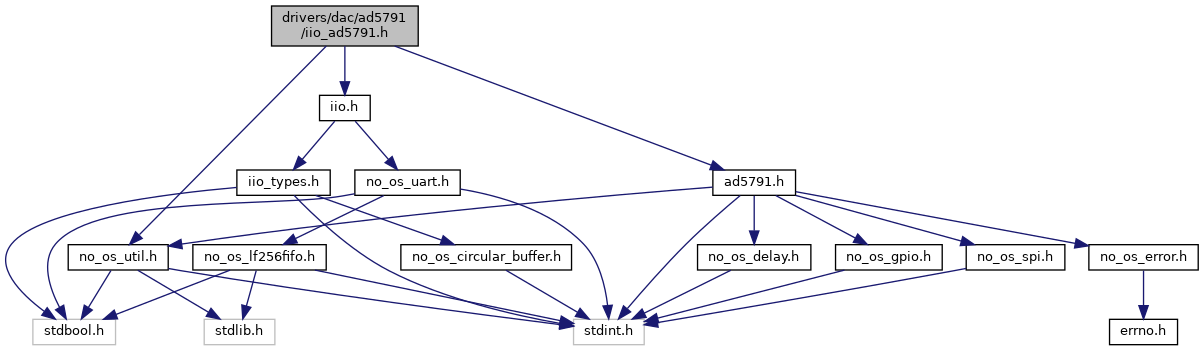 drivers/dac/ad5791
/iio_ad5791.h
iio.h
iio_types.h
no_os_uart.h
ad5791.h
no_os_util.h
no_os_lf256fifo.h
no_os_circular_buffer.h
no_os_delay.h
no_os_gpio.h
no_os_spi.h
no_os_error.h
stdbool.h
stdlib.h
stdint.h
errno.h